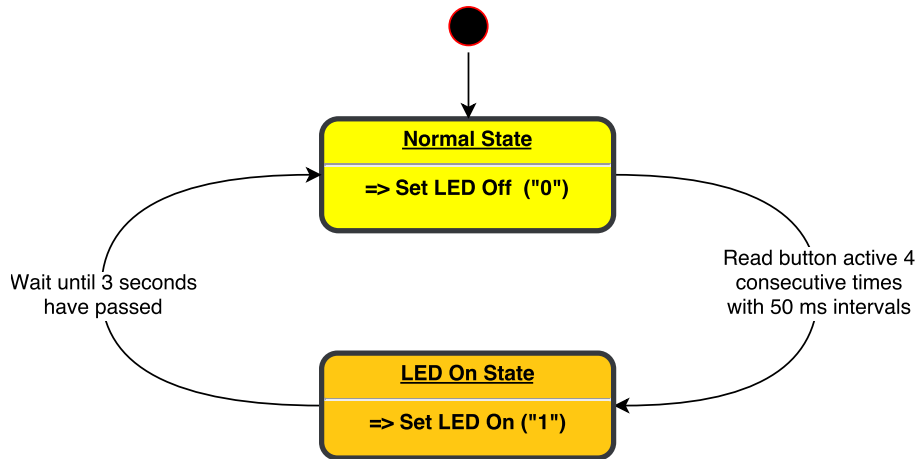 Normal State
=> Set LED Off ("0")
Read button active 4
consecutive times
with 50 ms intervals
Wait until 3 seconds
have passed
LED On State
=> Set LED On ("1")